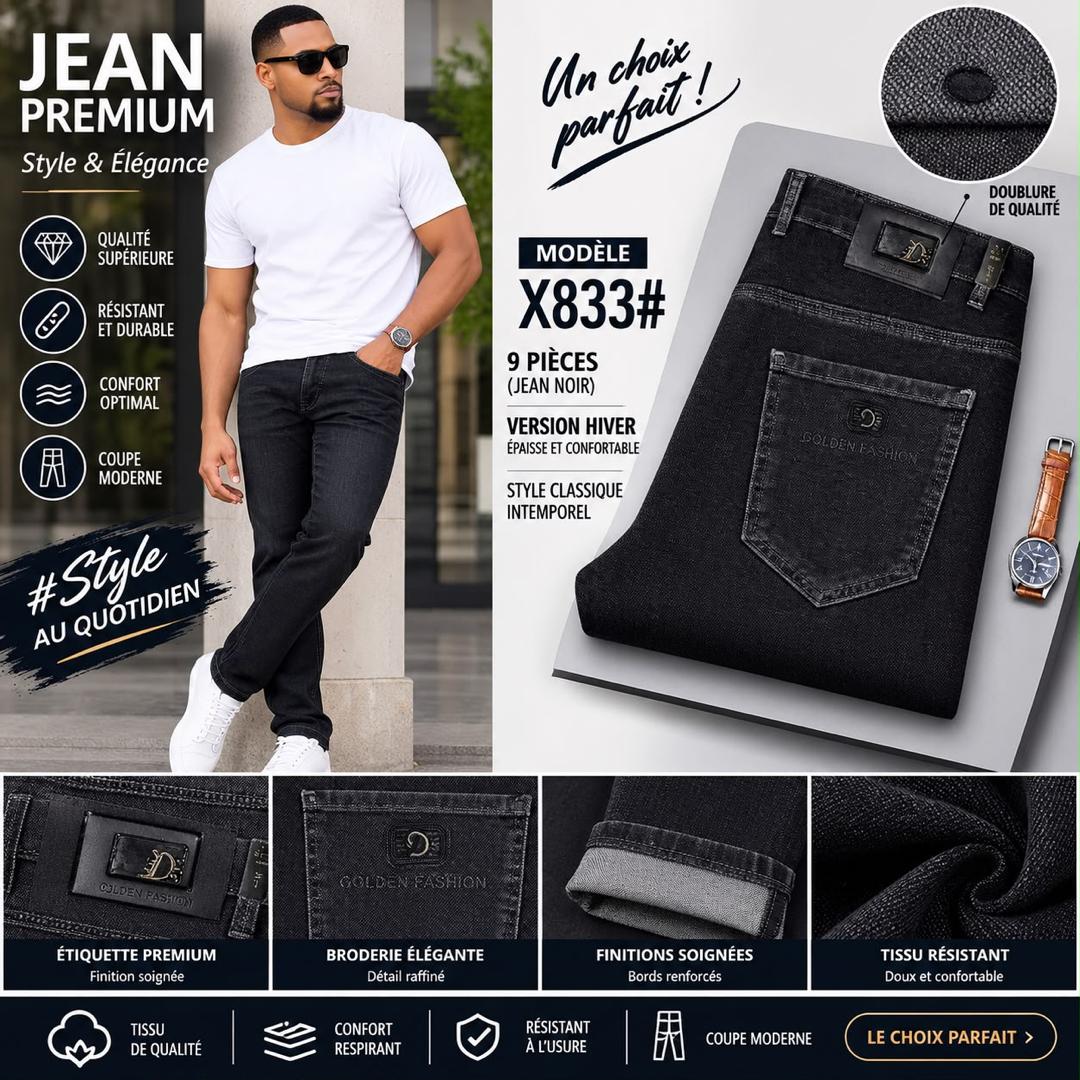 JEAN
PREMIUM
Style & Élégance
QUALITÉ
SUPÉRIEURE
RÉSISTANT
ET DURABLE
CONFORT
OPTIMAL
COUPE
MODERNE
#Style
AU QUOTIDIEN
Un choix
parfait !
DOUBLURE
DE QUALITÉ
MODÈLE
X833#
9 PIÈCES
(JEAN NOIR)
VERSION HIVER
ÉPAISSE ET CONFORTABLE
STYLE CLASSIQUE
INTEMPOREL
D
GOLDEN FASHION
D
GOLDEN FASHION
ÉTIQUETTE PREMIUM
Finition soignée
GOLDEN FASHION
BRODERIE ÉLÉGANTE
Détail raffiné
FINITIONS SOIGNÉES
Bords renforcés
TISSU RÉSISTANT
Doux et confortable
TISSU
DE QUALITÉ
CONFORT
RESPIRANT
RÉSISTANT
À L'USURE
COUPE MODERNE
LE CHOIX PARFAIT >